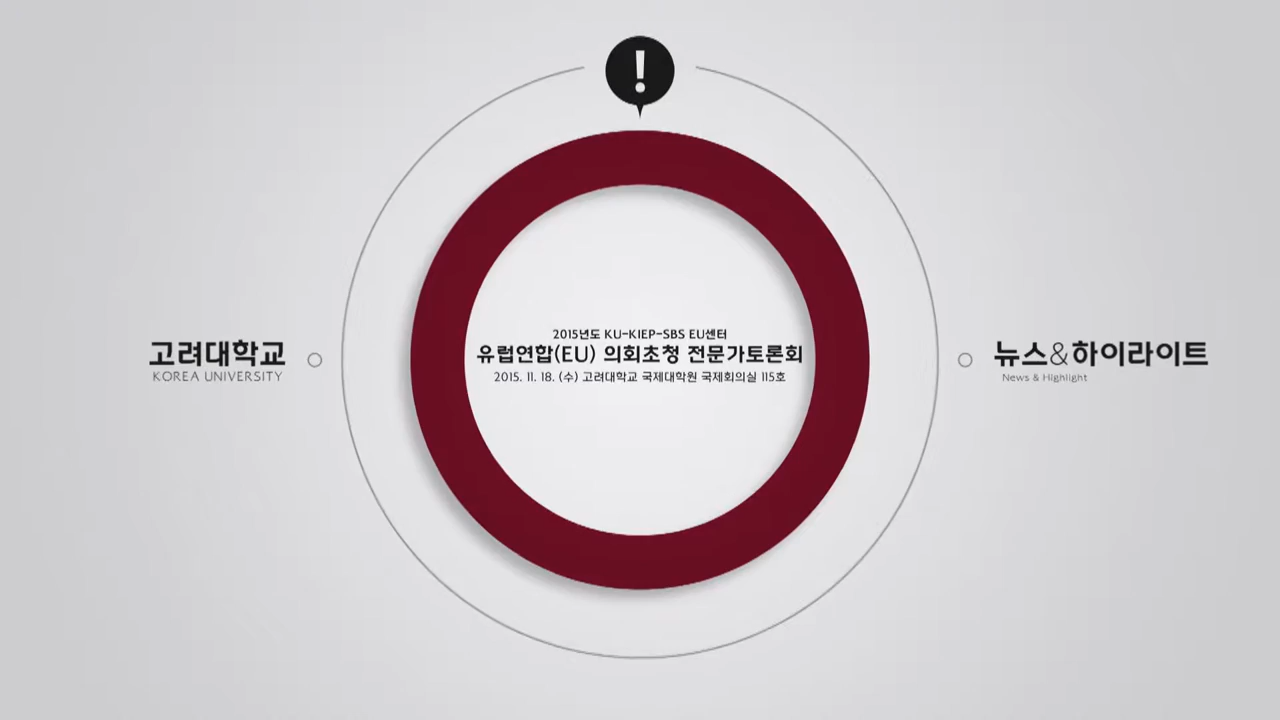 !
2015년도 KU-KIEP-SBS EU센터
유럽연합(EU) 의회초청 전문가토론회
2015. 11. 18. (수) 고려대학교 국제대학원 국제회의실 115호
고려대학교
KOREA UNIVERSITY
뉴스&하이라이트
News & Highlight